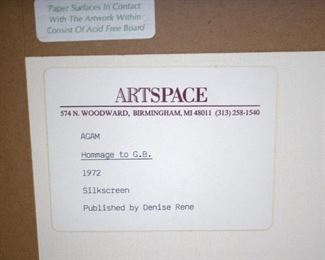 Paper Surfaces in Contact
With The Artwork Within
Consist Of Acid Free Board
ARTSPACE
574 N. WOODWARD, BIRMINGHAM, MI 48011 (313) 258-1540
AGAM
Hommage to G.B.
1972
Silkscreen
Published by Denise Rene